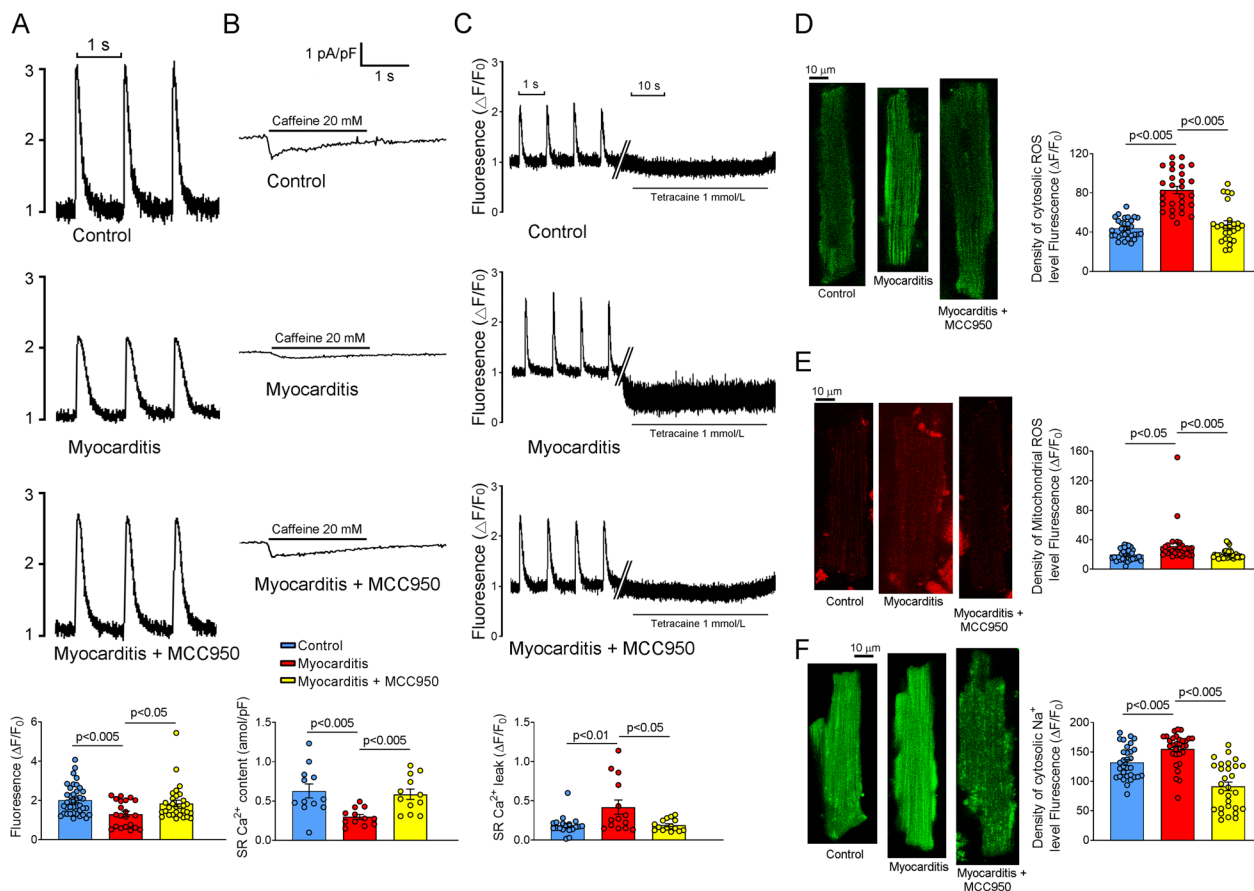 A
1 s
3
2
1
Control
3
2
1
Myocarditis
3
2
1
Myocarditis + MCC950
B
1 pA/pF
1 s
Caffeine 20 mM
Control
Caffeine 20 mM
Myocarditis
Caffeine 20 mM
Myocarditis + MCC950
C
Fluoresence (△F/F0)
3
2
1
0
1 s
10 s
Tetracaine 1 mmol/L
Control
Fluoresence (△F/F0)
3
2
1
0
Tetracaine 1 mmol/L
Myocarditis
Fluoresence (△F/F0)
3
2
1
0
Tetracaine 1 mmol/L
Myocarditis + MCC950
Control
Myocarditis
Myocarditis + MCC950
Fluoresence (ΔF/F0)
6
4
2
0
p<0.005
p<0.05
SR Ca2+ content (amol/pF)
1.5
1.0
0.5
0.0
p<0.005
p<0.005
SR Ca2+ leak (ΔF/F0)
1.5
1.0
0.5
0.0
p<0.01
p<0.05
D
10 μm
Control
Myocarditis
Myocarditis +
MCC950
Density of cytosolic ROS
level Flurescence (ΔF/F0)
120
80
40
0
p<0.005
p<0.005
E
10 μm
Control
Myocarditis
Myocarditis +
MCC950
Density of Mitochondrial ROS
level Flurescence (ΔF/F0)
160
120
80
40
0
p<0.05
p<0.005
F
10 μm
Control
Myocarditis
Myocarditis +
MCC950
Density of cytosolic Na+
level Flurescence (ΔF/F0)
200
150
100
50
0
p<0.005
p<0.005